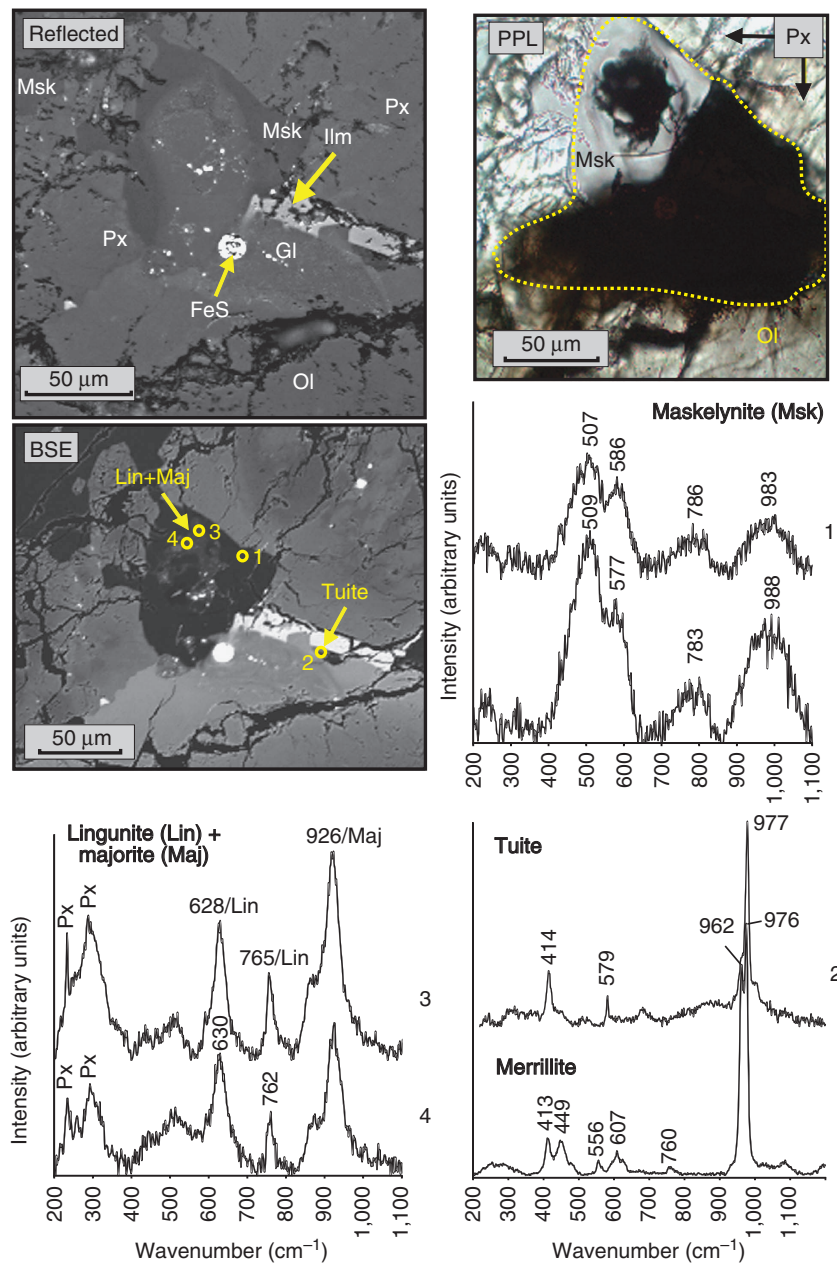 Reflected
Msk
Px
Msk
Ilm
Px
Gl
FeS
50 μm
Ol
PPL
Px
Msk
50 μm
Ol
BSE
Lin+Maj
3
4
1
Tuite
2
50 μm
Maskelynite (Msk)
507
586
786
983
1
509
577
783
988
Intensity (arbitrary units)
200 300 400 500 600 700 800 900 1,000 1,100
Lingunite (Lin) +
majorite (Maj)
926/Maj
Px
Px
628/Lin
765/Lin
3
Px
Px
630
762
4
Intensity (arbitrary units)
200 300 400 500 600 700 800 900 1,000 1,100
Wavenumber (cm⁻¹)
Tuite
977
962
976
414
579
2
Merrillite
413
449
556
607
760
200 300 400 500 600 700 800 900 1,000 1,100
Wavenumber (cm⁻¹)